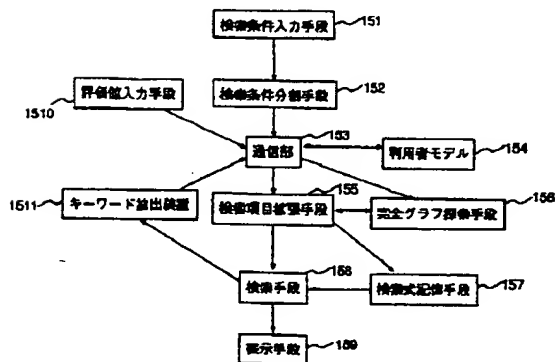 検索条件入力手段
151
検索条件分割手段
152
評価値入力手段
1510
通信部
153
利用者モデル
154
キーワード抽出装置
1511
検索項目拡張手段
155
完全グラフ探索手段
156
検索手段
158
検索式記憶手段
157
表示手段
159